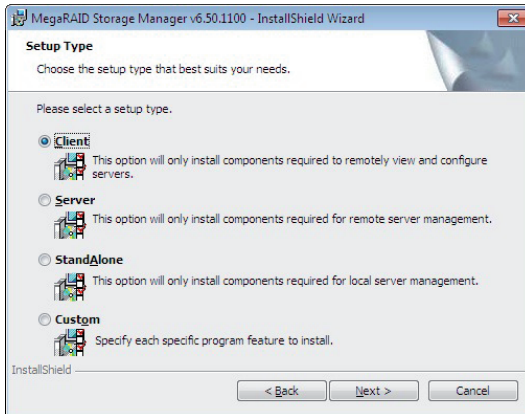 MegaRAID Storage Manager v6.50.1100 - InstallShield Wizard
Setup Type
Choose the setup type that best suits your needs.
Please select a setup type.
Client
This option will only install components required to remotely view and configure
servers.
Server
This option will only install components required for remote server management.
StandAlone
This option will only install components required for local server management.
Custom
Specify each specific program feature to install.
InstallShield
< Back
Next >
Cancel